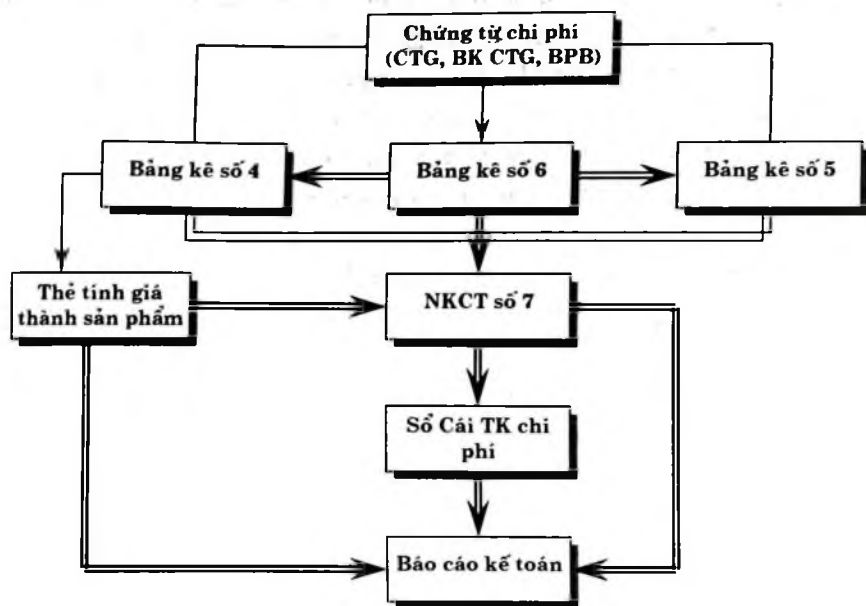 Chứng từ chi phí
(CTG, BK CTG, BPB)
Bảng kê số 4
Bảng kê số 6
Bảng kê số 5
Thẻ tính giá
thành sản phẩm
NKCT số 7
Sổ Cái TK chi
phí
Báo cáo kế toán